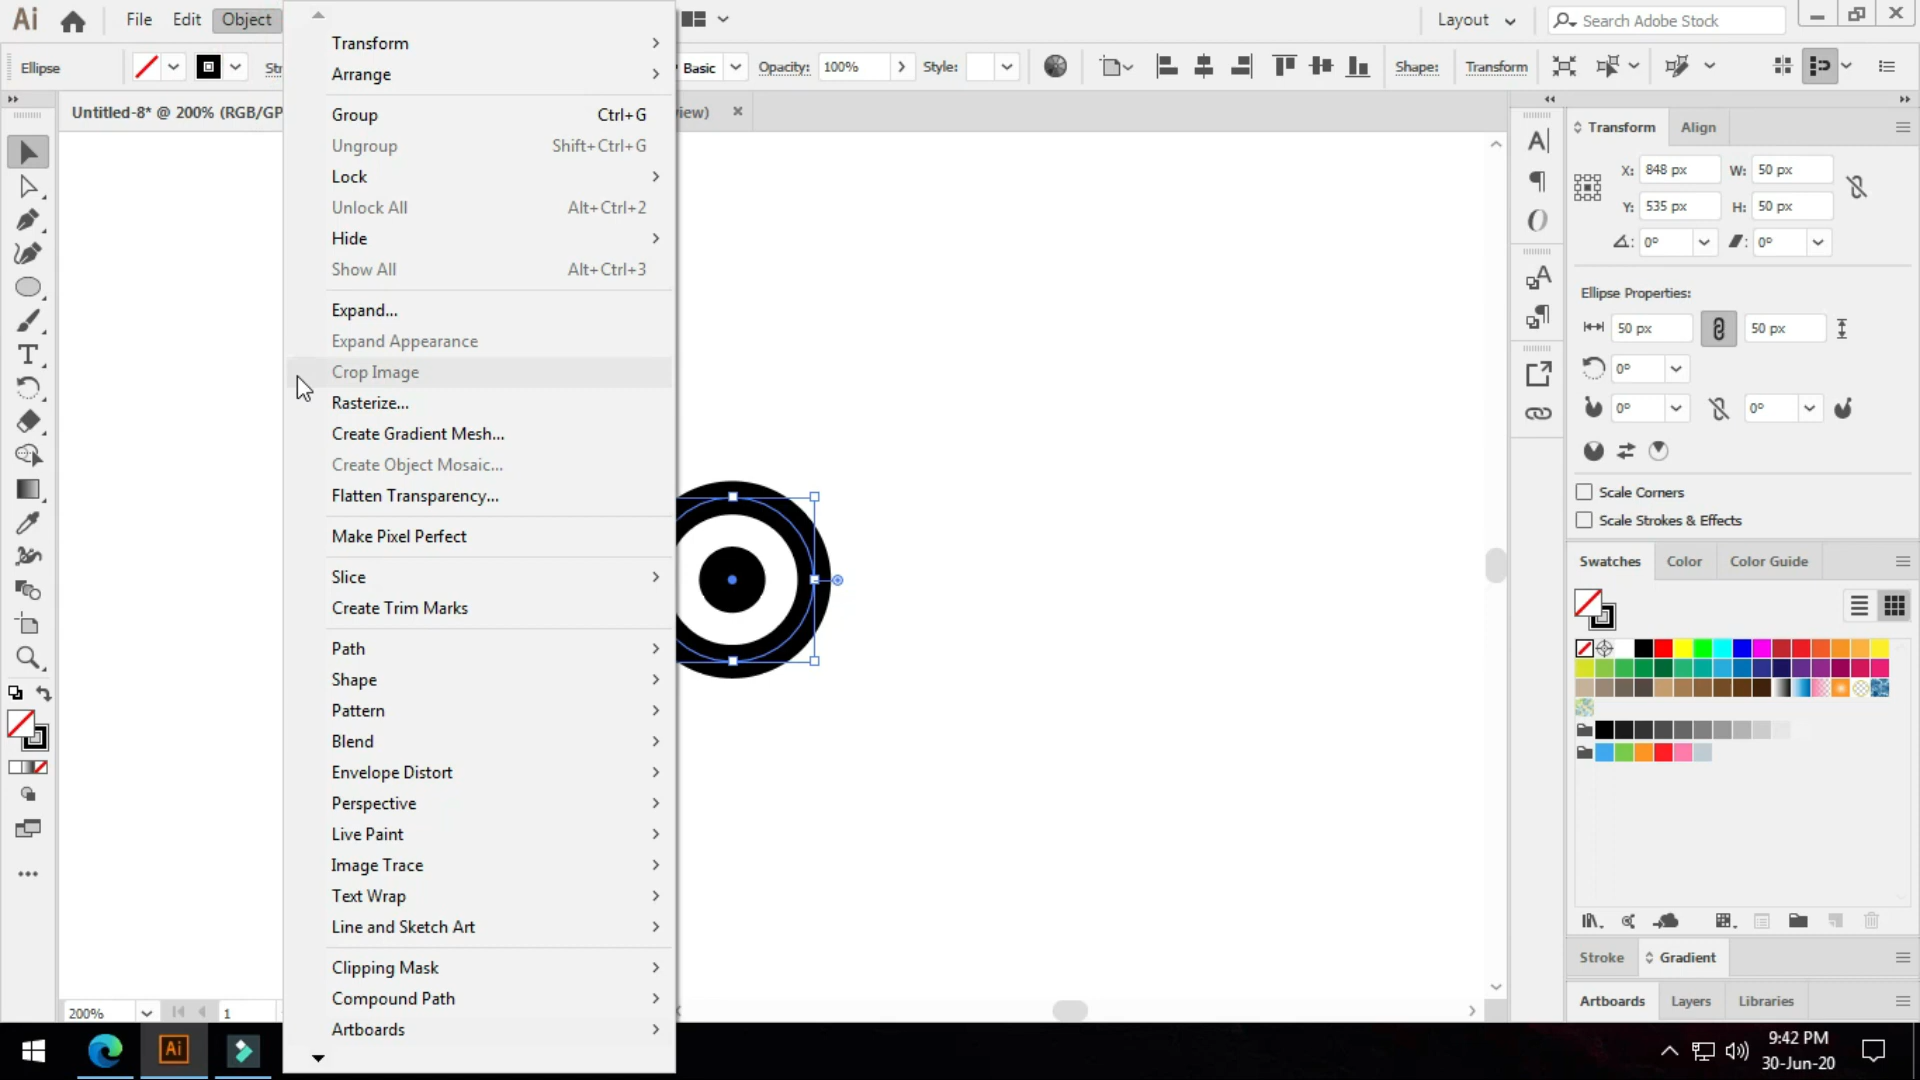 Ai File Edit Object Layout Search Adobe Stock
Ellipse Basic Opacity: 100% Style: Shape: Transform
Untitled-8* @ 200% (RGB/GP iew)
Transform
Arrange
Group Ctrl+G
Ungroup Shift+Ctrl+G
Lock
Unlock All Alt+Ctrl+2
Hide
Show All Alt+Ctrl+3
Expand...
Expand Appearance
Crop Image
Rasterize...
Create Gradient Mesh...
Create Object Mosaic...
Flatten Transparency...
Make Pixel Perfect
Slice
Create Trim Marks
Path
Shape
Pattern
Blend
Envelope Distort
Perspective
Live Paint
Image Trace
Text Wrap
Line and Sketch Art
Clipping Mask
Compound Path
Artboards
Transform Align
X: 848 px W: 50 px
Y: 535 px H: 50 px
0° 0°
Ellipse Properties:
50 px 50 px
0°
0° 0°
Scale Corners
Scale Strokes & Effects
Swatches Color Color Guide
Stroke Gradient
Artboards Layers Libraries
200% 1
Ai
9:42 PM
30-Jun-20